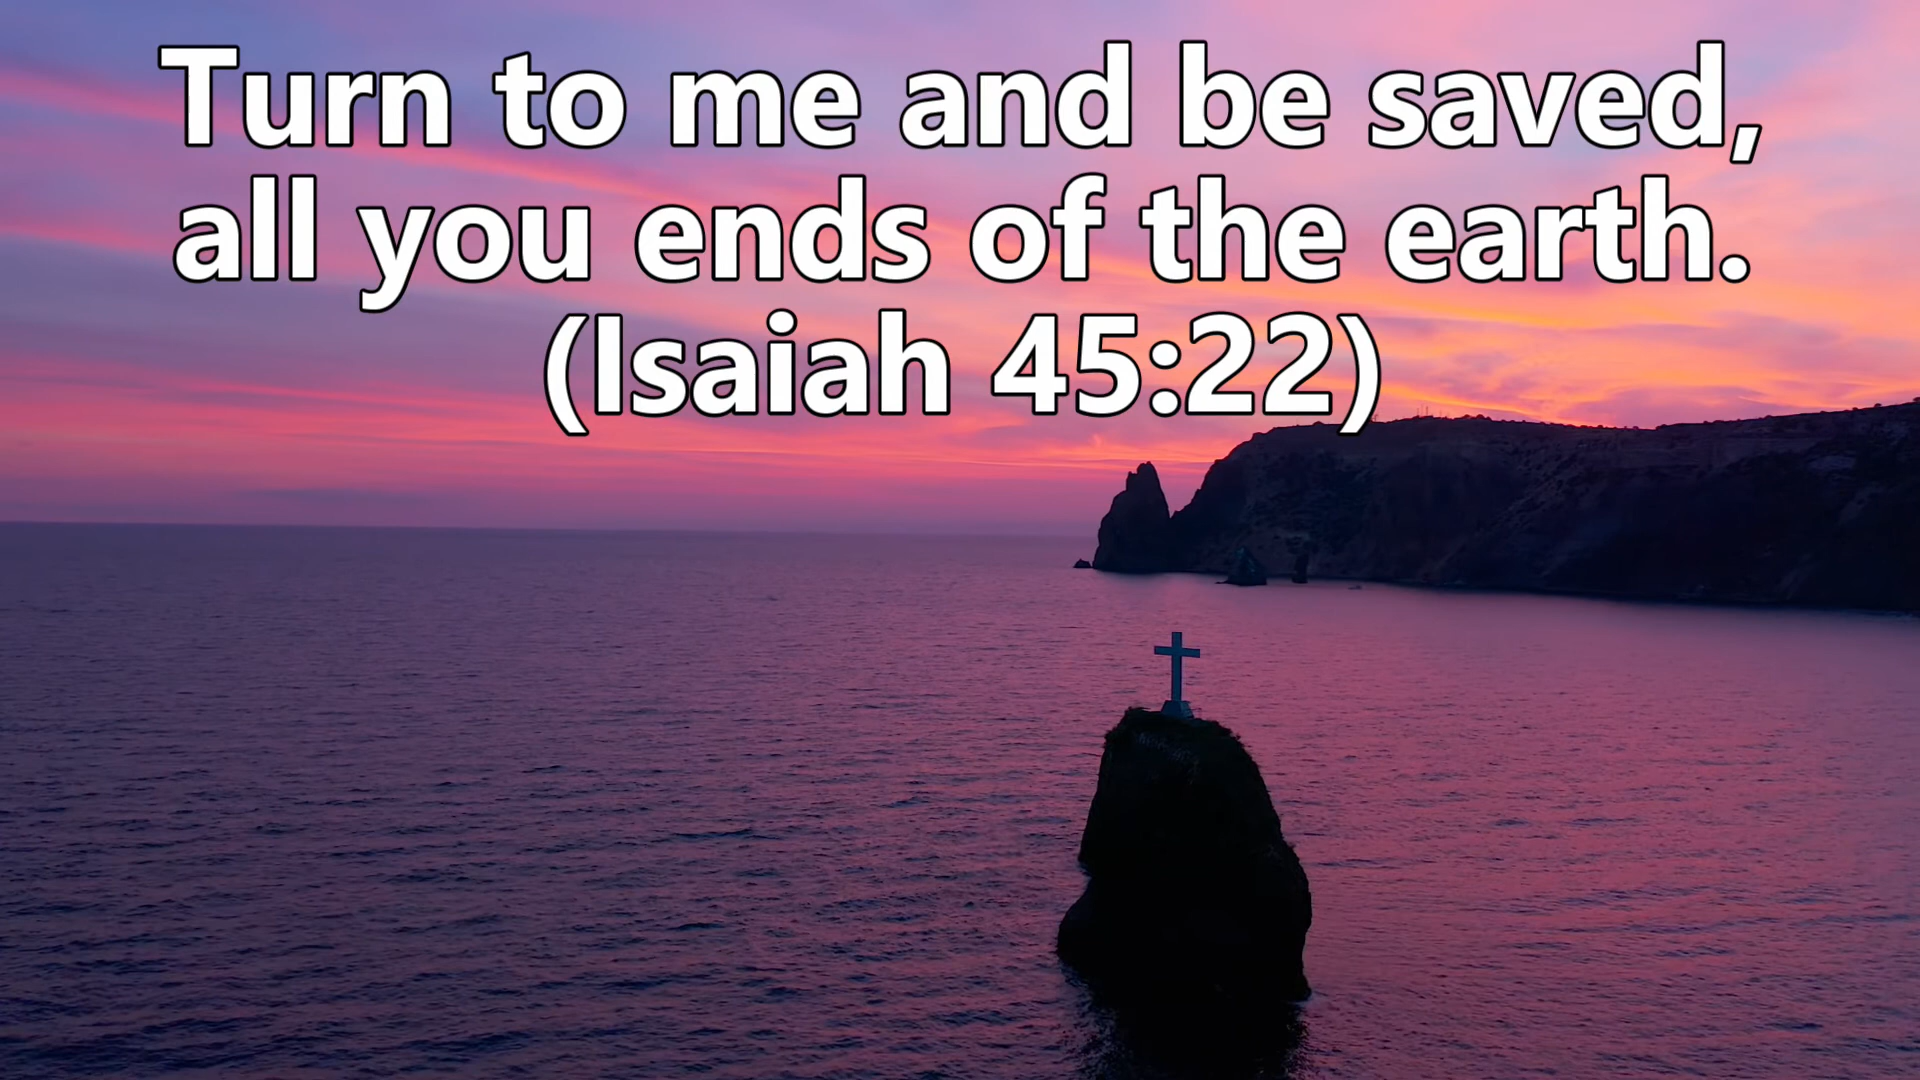 Turn to me and be saved,
all you ends of the earth.
(Isaiah 45:22)